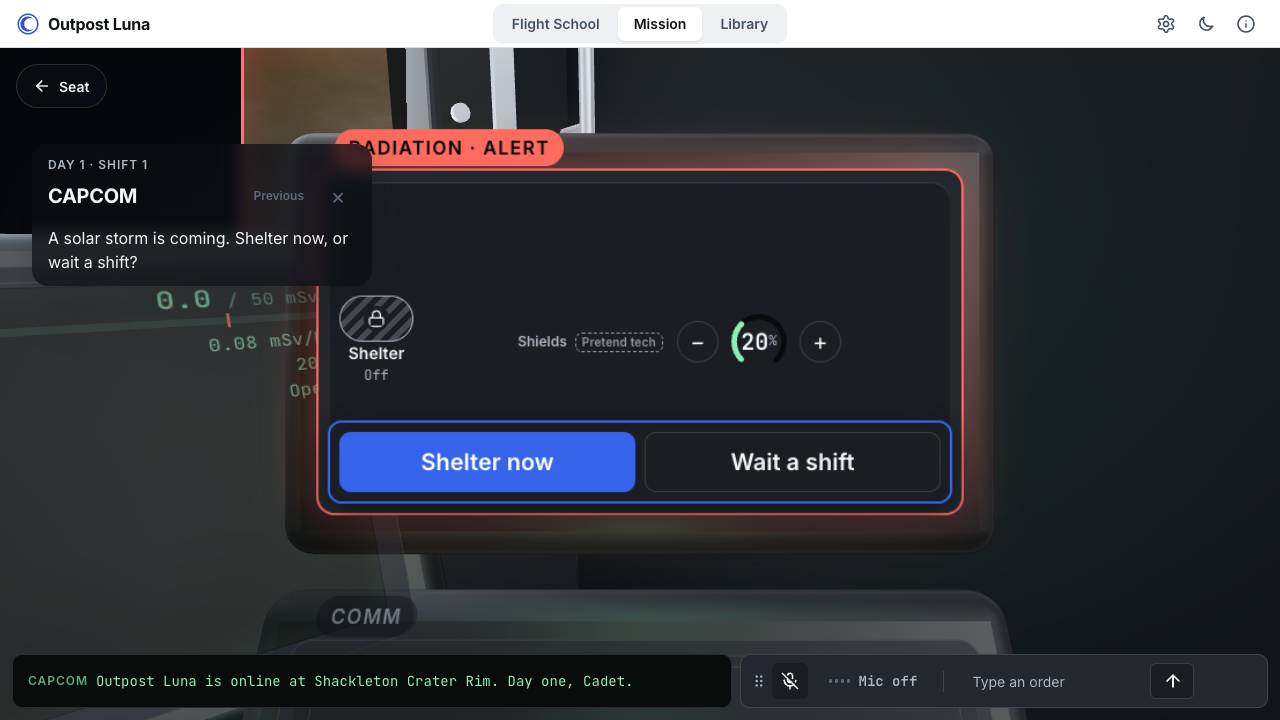 Outpost Luna
Flight School
Mission
Library
Seat
DAY 1 · SHIFT 1
CAPCOM
Previous
A solar storm is coming. Shelter now, or
wait a shift?
RADIATION · ALERT
0.0 / 50 mSv
0.08 mSv/
20
Ope
Shelter
Off
Shields
Pretend tech
−
20%
+
Shelter now
Wait a shift
COMM
CAPCOM Outpost Luna is online at Shackleton Crater Rim. Day one, Cadet.
Mic off
Type an order